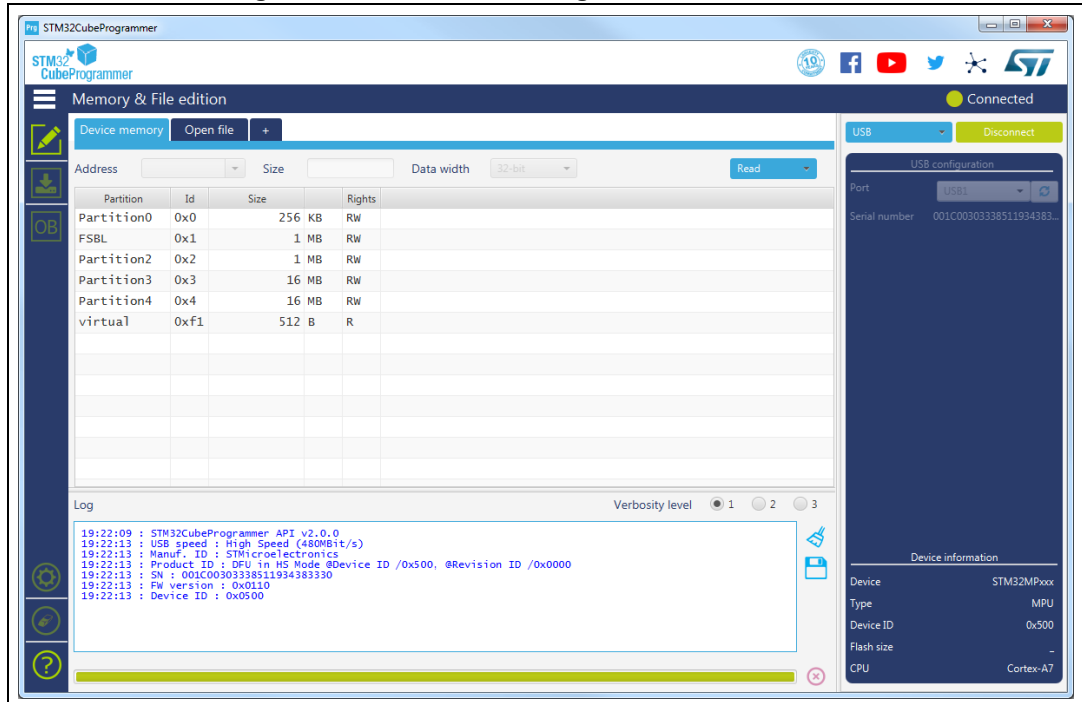 Prg STM32CubeProgrammer
STM32
CubeProgrammer
19
Memory & File edition
Connected
Device memory Open file +
USB Disconnect
Address Size Data width 32-bit Read
USB configuration
Port USB1
Serial number 001C00303338511934383...
OB
Partition Id Size Rights
Partition0 0x0 256 KB RW
FSBL 0x1 1 MB RW
Partition2 0x2 1 MB RW
Partition3 0x3 16 MB RW
Partition4 0x4 16 MB RW
virtual 0xf1 512 B R
Log Verbosity level 1 2 3
19:22:09 : STM32CubeProgrammer API v2.0.0
19:22:13 : USB speed : High Speed (480MBit/s)
19:22:13 : Manuf. ID : STMicroelectronics
19:22:13 : Product ID : DFU in HS Mode @Device ID /0x500, @Revision ID /0x0000
19:22:13 : SN : 001C00303338511934383330
19:22:13 : FW version : 0x0110
19:22:13 : Device ID : 0x0500
Device information
Device STM32MPxxx
Type MPU
Device ID 0x500
Flash size _
CPU Cortex-A7